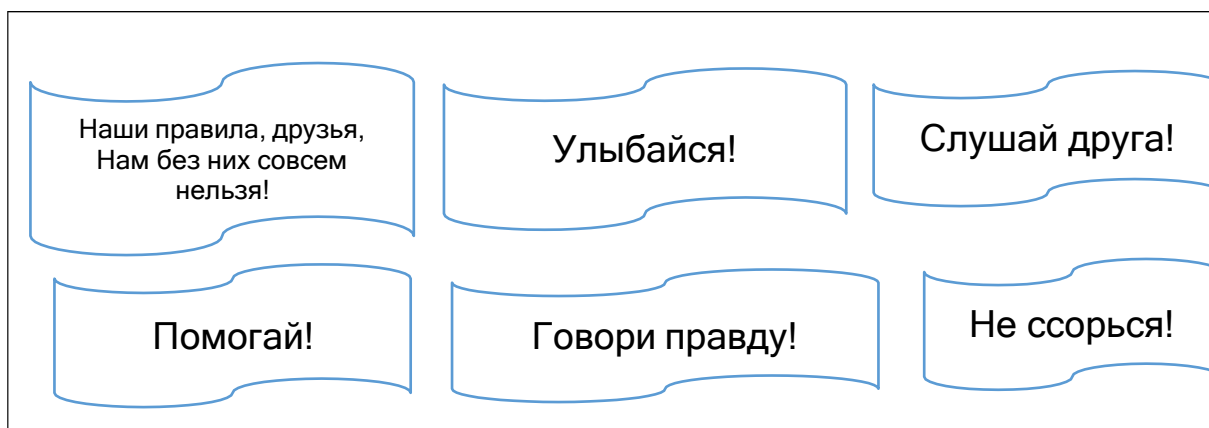 Наши правила, друзья,
Нам без них совсем
нельзя!
Улыбайся!
Слушай друга!
Помогай!
Говори правду!
Не ссорься!